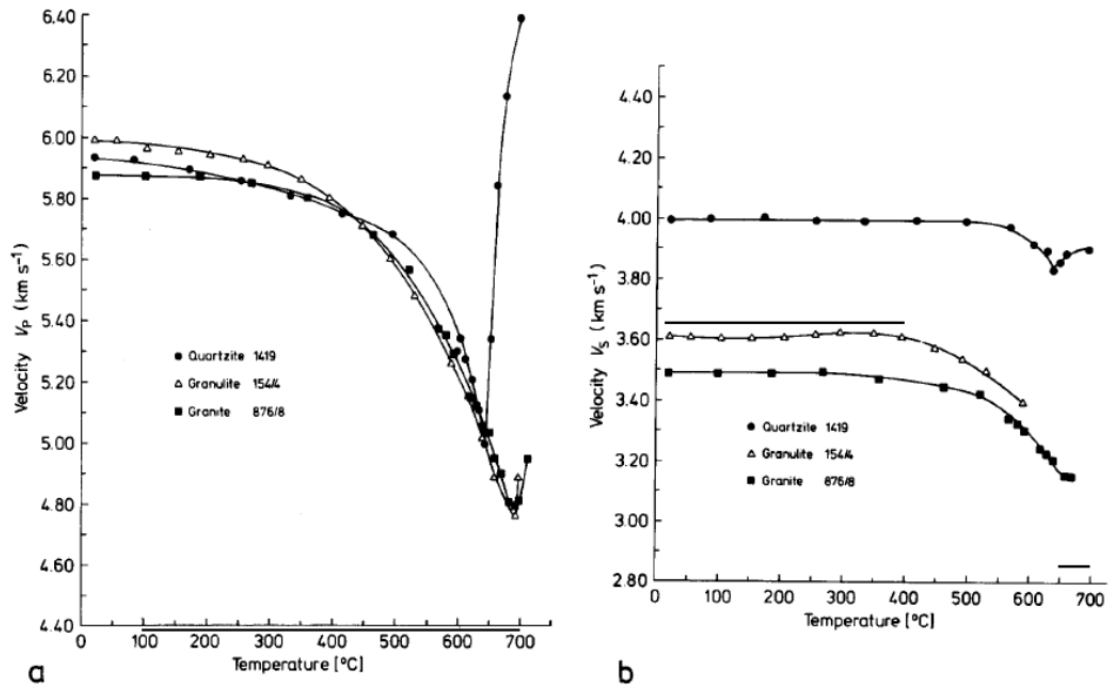 6.40
6.20
6.00
5.80
5.60
5.40
5.20
5.00
4.80
4.60
4.40
Velocity Vₚ (km s⁻¹)
● Quartzite 1419
△ Granulite 154/4
■ Granite 876/8
0 100 200 300 400 500 600 700
Temperature [°C]
a
4.40
4.20
4.00
3.80
3.60
3.40
3.20
3.00
2.80
Velocity Vₛ (km s⁻¹)
● Quartzite 1419
△ Granulite 154/4
■ Granite 876/8
0 100 200 300 400 500 600 700
Temperature [°C]
b